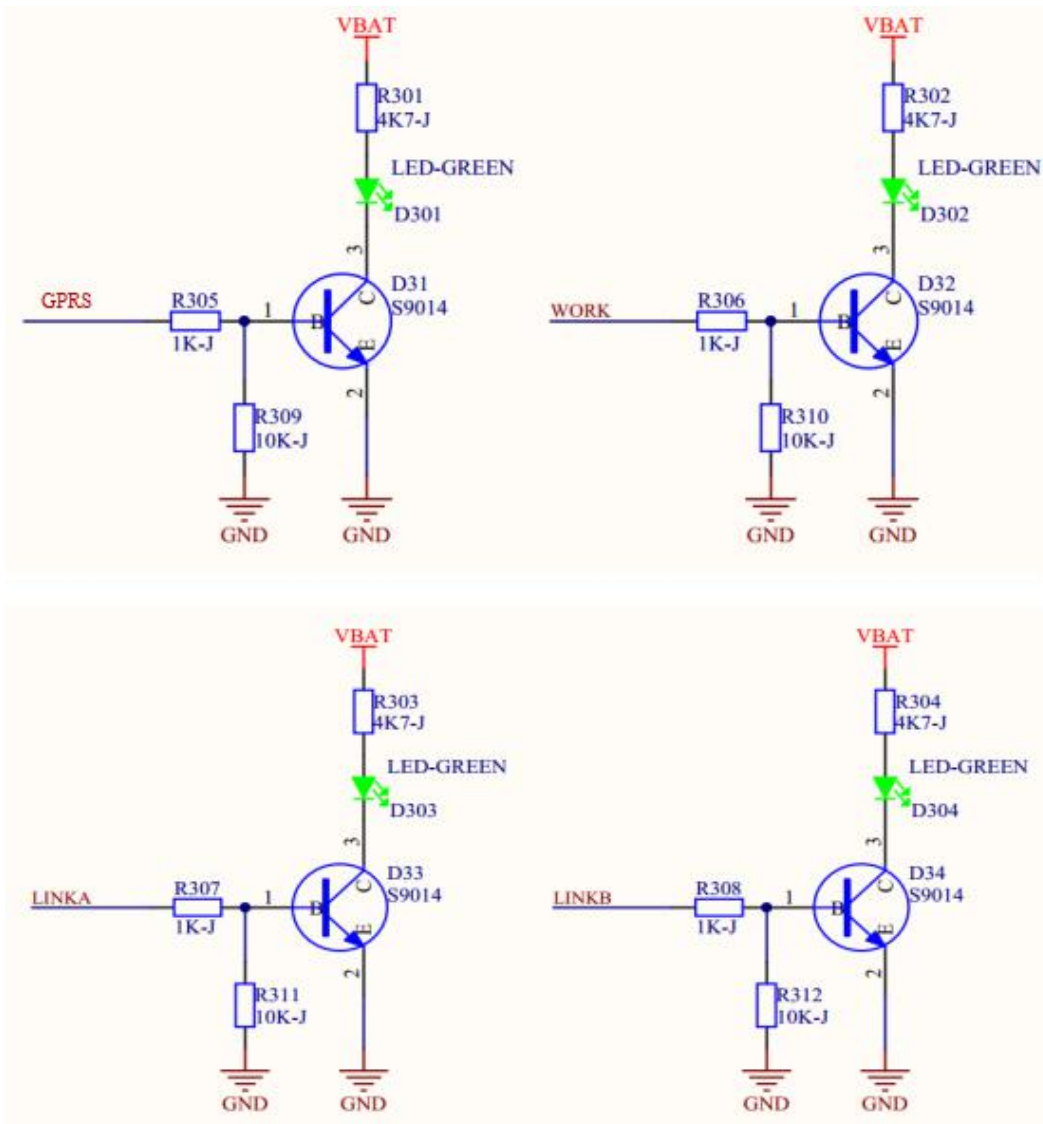 VBAT
R301
4K7-J
LED-GREEN
D301
3
D31
S9014
C
GPRS
R305
1
B
1K-J
E
2
R309
10K-J
GND
GND
VBAT
R302
4K7-J
LED-GREEN
D302
3
D32
S9014
C
WORK
R306
1
B
1K-J
E
2
R310
10K-J
GND
GND
VBAT
R303
4K7-J
LED-GREEN
D303
3
D33
S9014
C
LINKA
R307
1
B
1K-J
E
2
R311
10K-J
GND
GND
VBAT
R304
4K7-J
LED-GREEN
D304
3
D34
S9014
C
LINKB
R308
1
B
1K-J
E
2
R312
10K-J
GND
GND